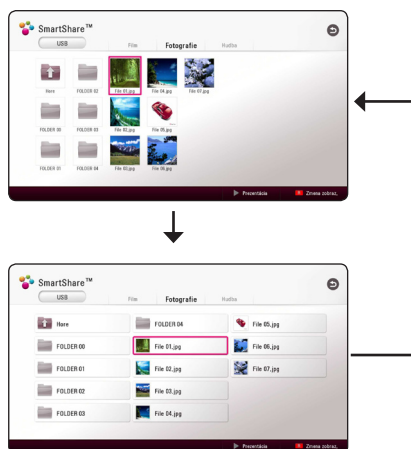 SmartShare™
USB Film Fotografie Hudba
Hore FOLDER 02 File 01.jpg File 04.jpg File 07.jpg
FOLDER 00 FOLDER 03 File 02.jpg File 05.jpg
FOLDER 01 FOLDER 04 File 03.jpg File 06.jpg
Prezentácia Zmena zobraz.
SmartShare™
USB Film Fotografie Hudba
Hore FOLDER 04 File 05.jpg
FOLDER 00 File 01.jpg File 06.jpg
FOLDER 01 File 02.jpg File 07.jpg
FOLDER 02 File 03.jpg
FOLDER 03 File 04.jpg
Prezentácia Zmena zobraz.